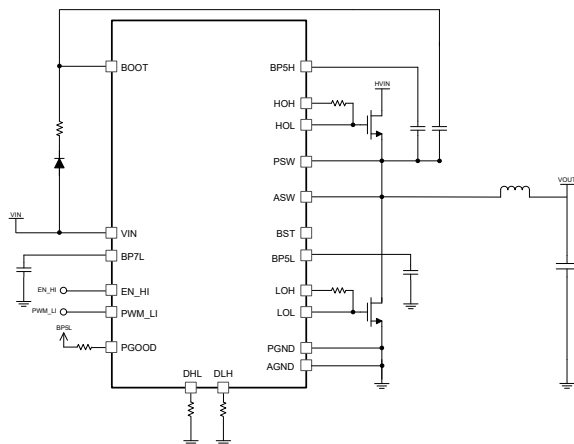 BOOT
BP5H
HVIN
HOH
HOL
PSW
VOUT
ASW
VIN
VIN
BST
BP7L
BP5L
EN_HI
EN_HI
LOH
PWM_LI
PWM_LI
LOL
BP5L
PGOOD
PGND
AGND
DHL
DLH